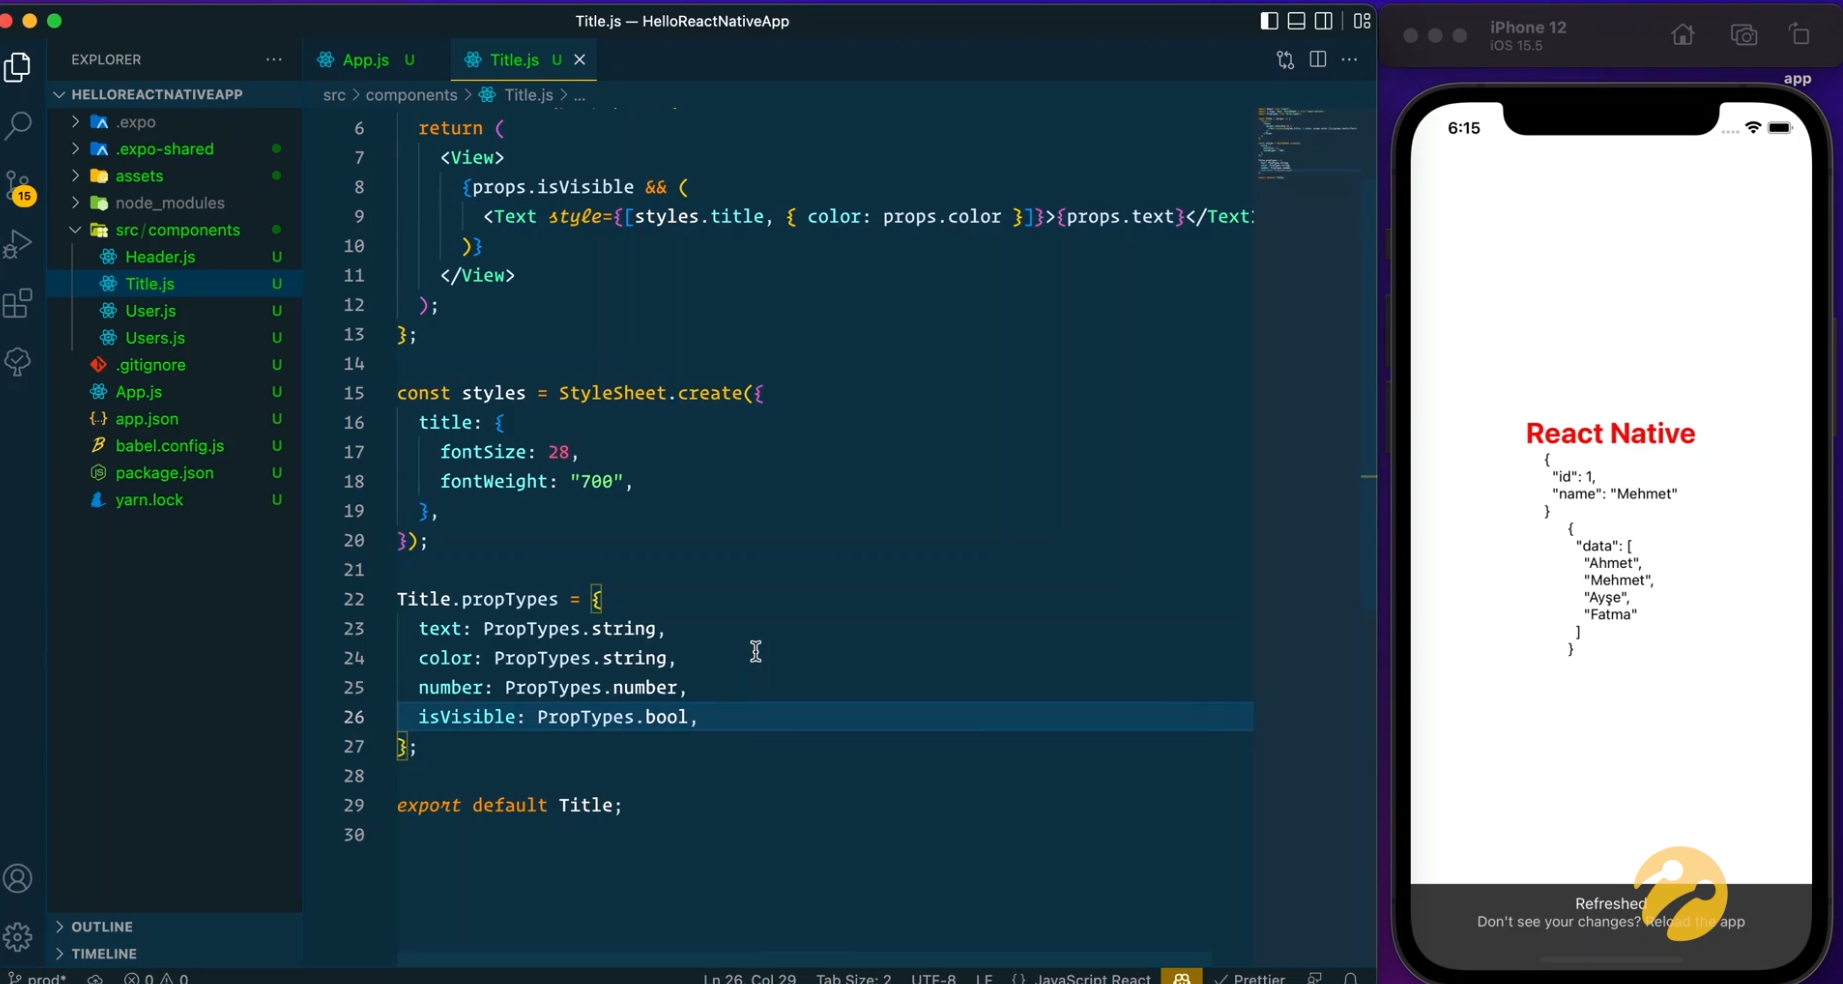 Title.js — HelloReactNativeApp
EXPLORER
HELLOREACTNATIVEAPP
.expo
.expo-shared
assets
node_modules
src/components
Header.js U
Title.js U
User.js U
Users.js U
.gitignore U
App.js U
app.json U
babel.config.js U
package.json U
yarn.lock U
OUTLINE
TIMELINE
15
App.js U
Title.js U
src > components > Title.js > ...
6 return (
7 <View>
8 {props.isVisible && (
9 <Text style={[styles.title, { color: props.color }]}>{props.text}</Text>
10 )}
11 </View>
12 );
13 };
14
15 const styles = StyleSheet.create({
16 title: {
17 fontSize: 28,
18 fontWeight: "700",
19 },
20 });
21
22 Title.propTypes = {
23 text: PropTypes.string,
24 color: PropTypes.string,
25 number: PropTypes.number,
26 isVisible: PropTypes.bool,
27 };
28
29 export default Title;
30
prod* 0 0
Ln 26, Col 29 Tab Size: 2 UTF-8 LF {} JavaScript React Prettier
iPhone 12
iOS 15.5
app
6:15
React Native
{
"id": 1,
"name": "Mehmet"
}
{
"data": [
"Ahmet",
"Mehmet",
"Ayşe",
"Fatma"
]
}
Refreshed
Don't see your changes? Reload the app